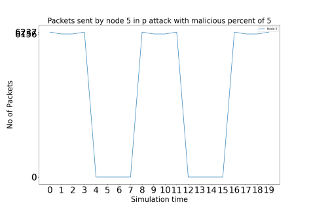 Packets sent by node 5 in p attack with malicious percent of 5
No of Packets
0
0 1 2 3 4 5 6 7 8 9 10 11 12 13 14 15 16 17 18 19
Simulation time